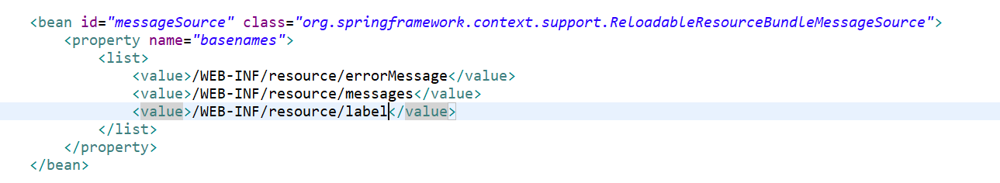 <bean id="messageSource" class="org.springframework.context.support.ReloadableResourceBundleMessageSource">
<property name="basenames">
<list>
<value>/WEB-INF/resource/errorMessage</value>
<value>/WEB-INF/resource/messages</value>
<value>/WEB-INF/resource/label</value>
</list>
</property>
</bean>